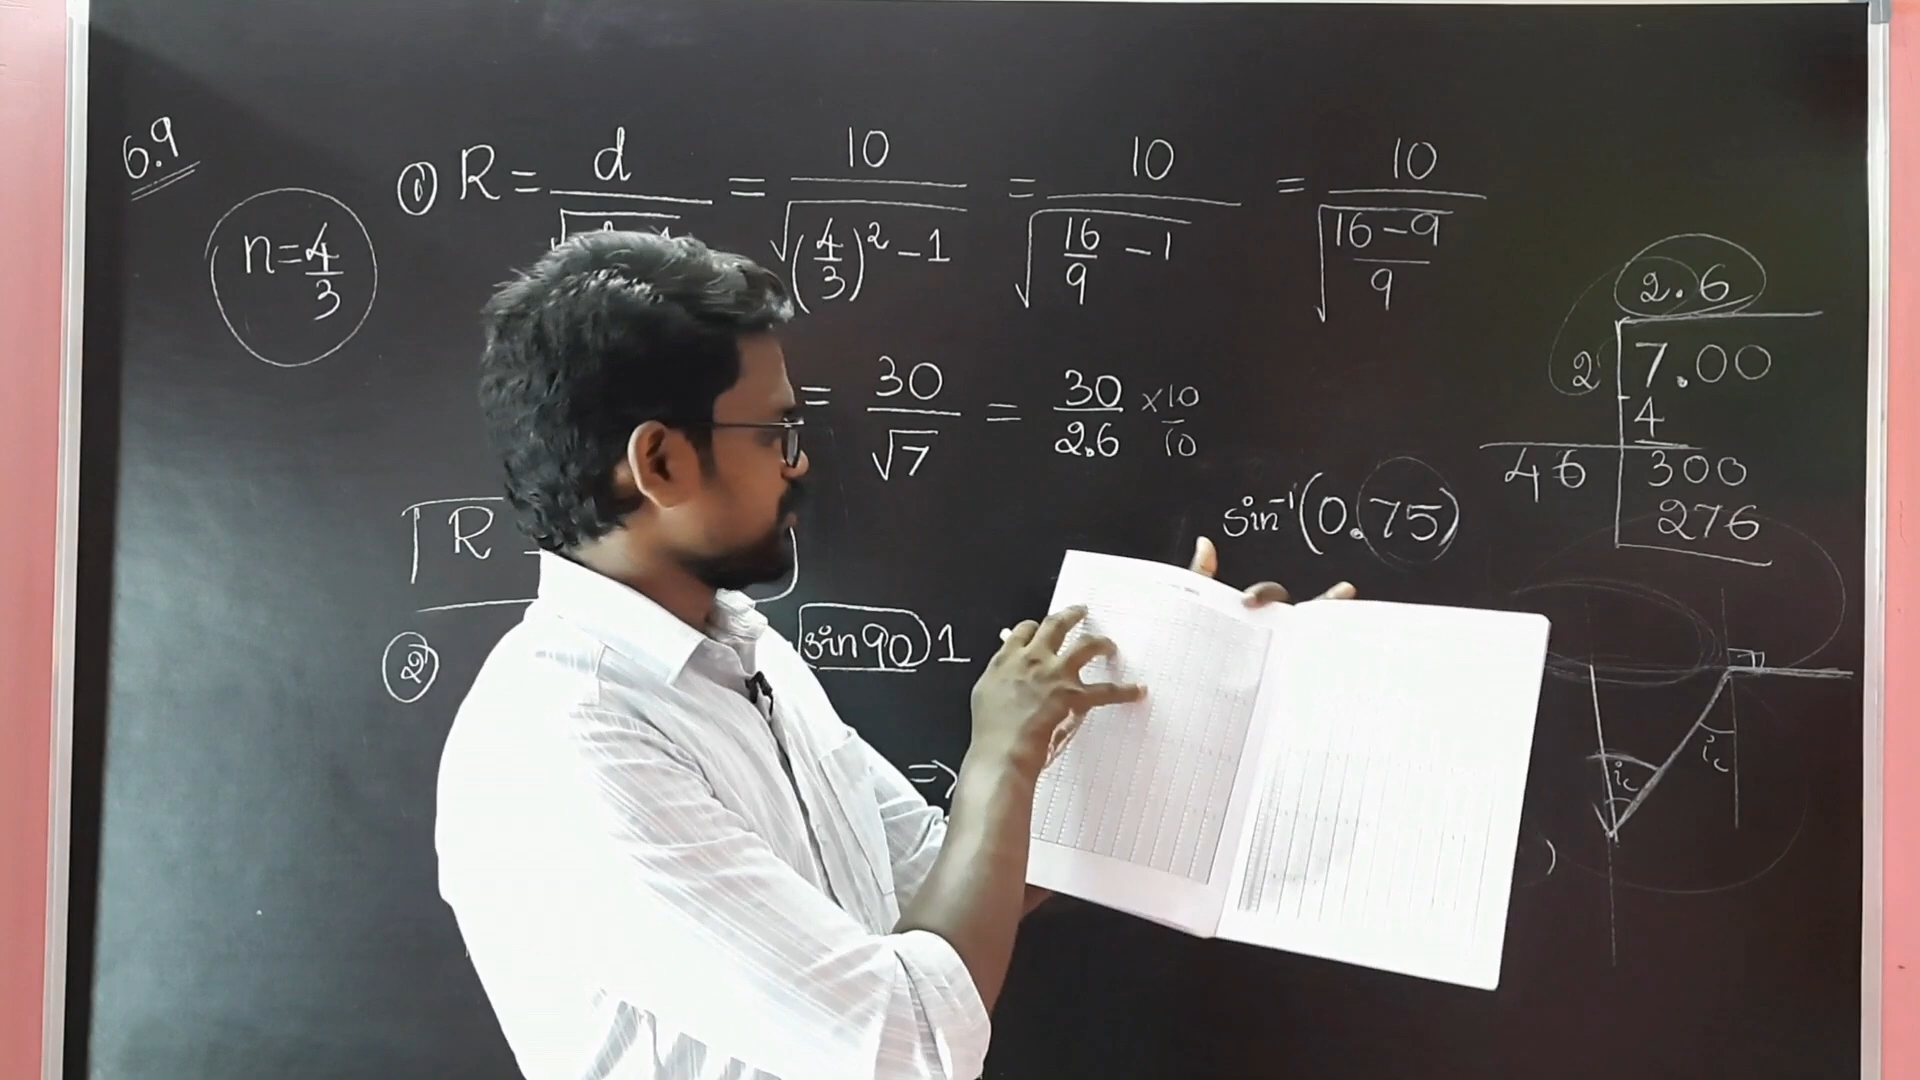 6.9
n=4/3
① R = d/√ = 10/√((4/3)² - 1) = 10/√(16/9 - 1) = 10/√((16-9)/9)
= 30/√7 = 30/2.6 ×10/10
2.6
2 7.00
4
46 300
276
R
sin⁻¹(0.75)
② sin90 1
⇒
i_c i_c
)